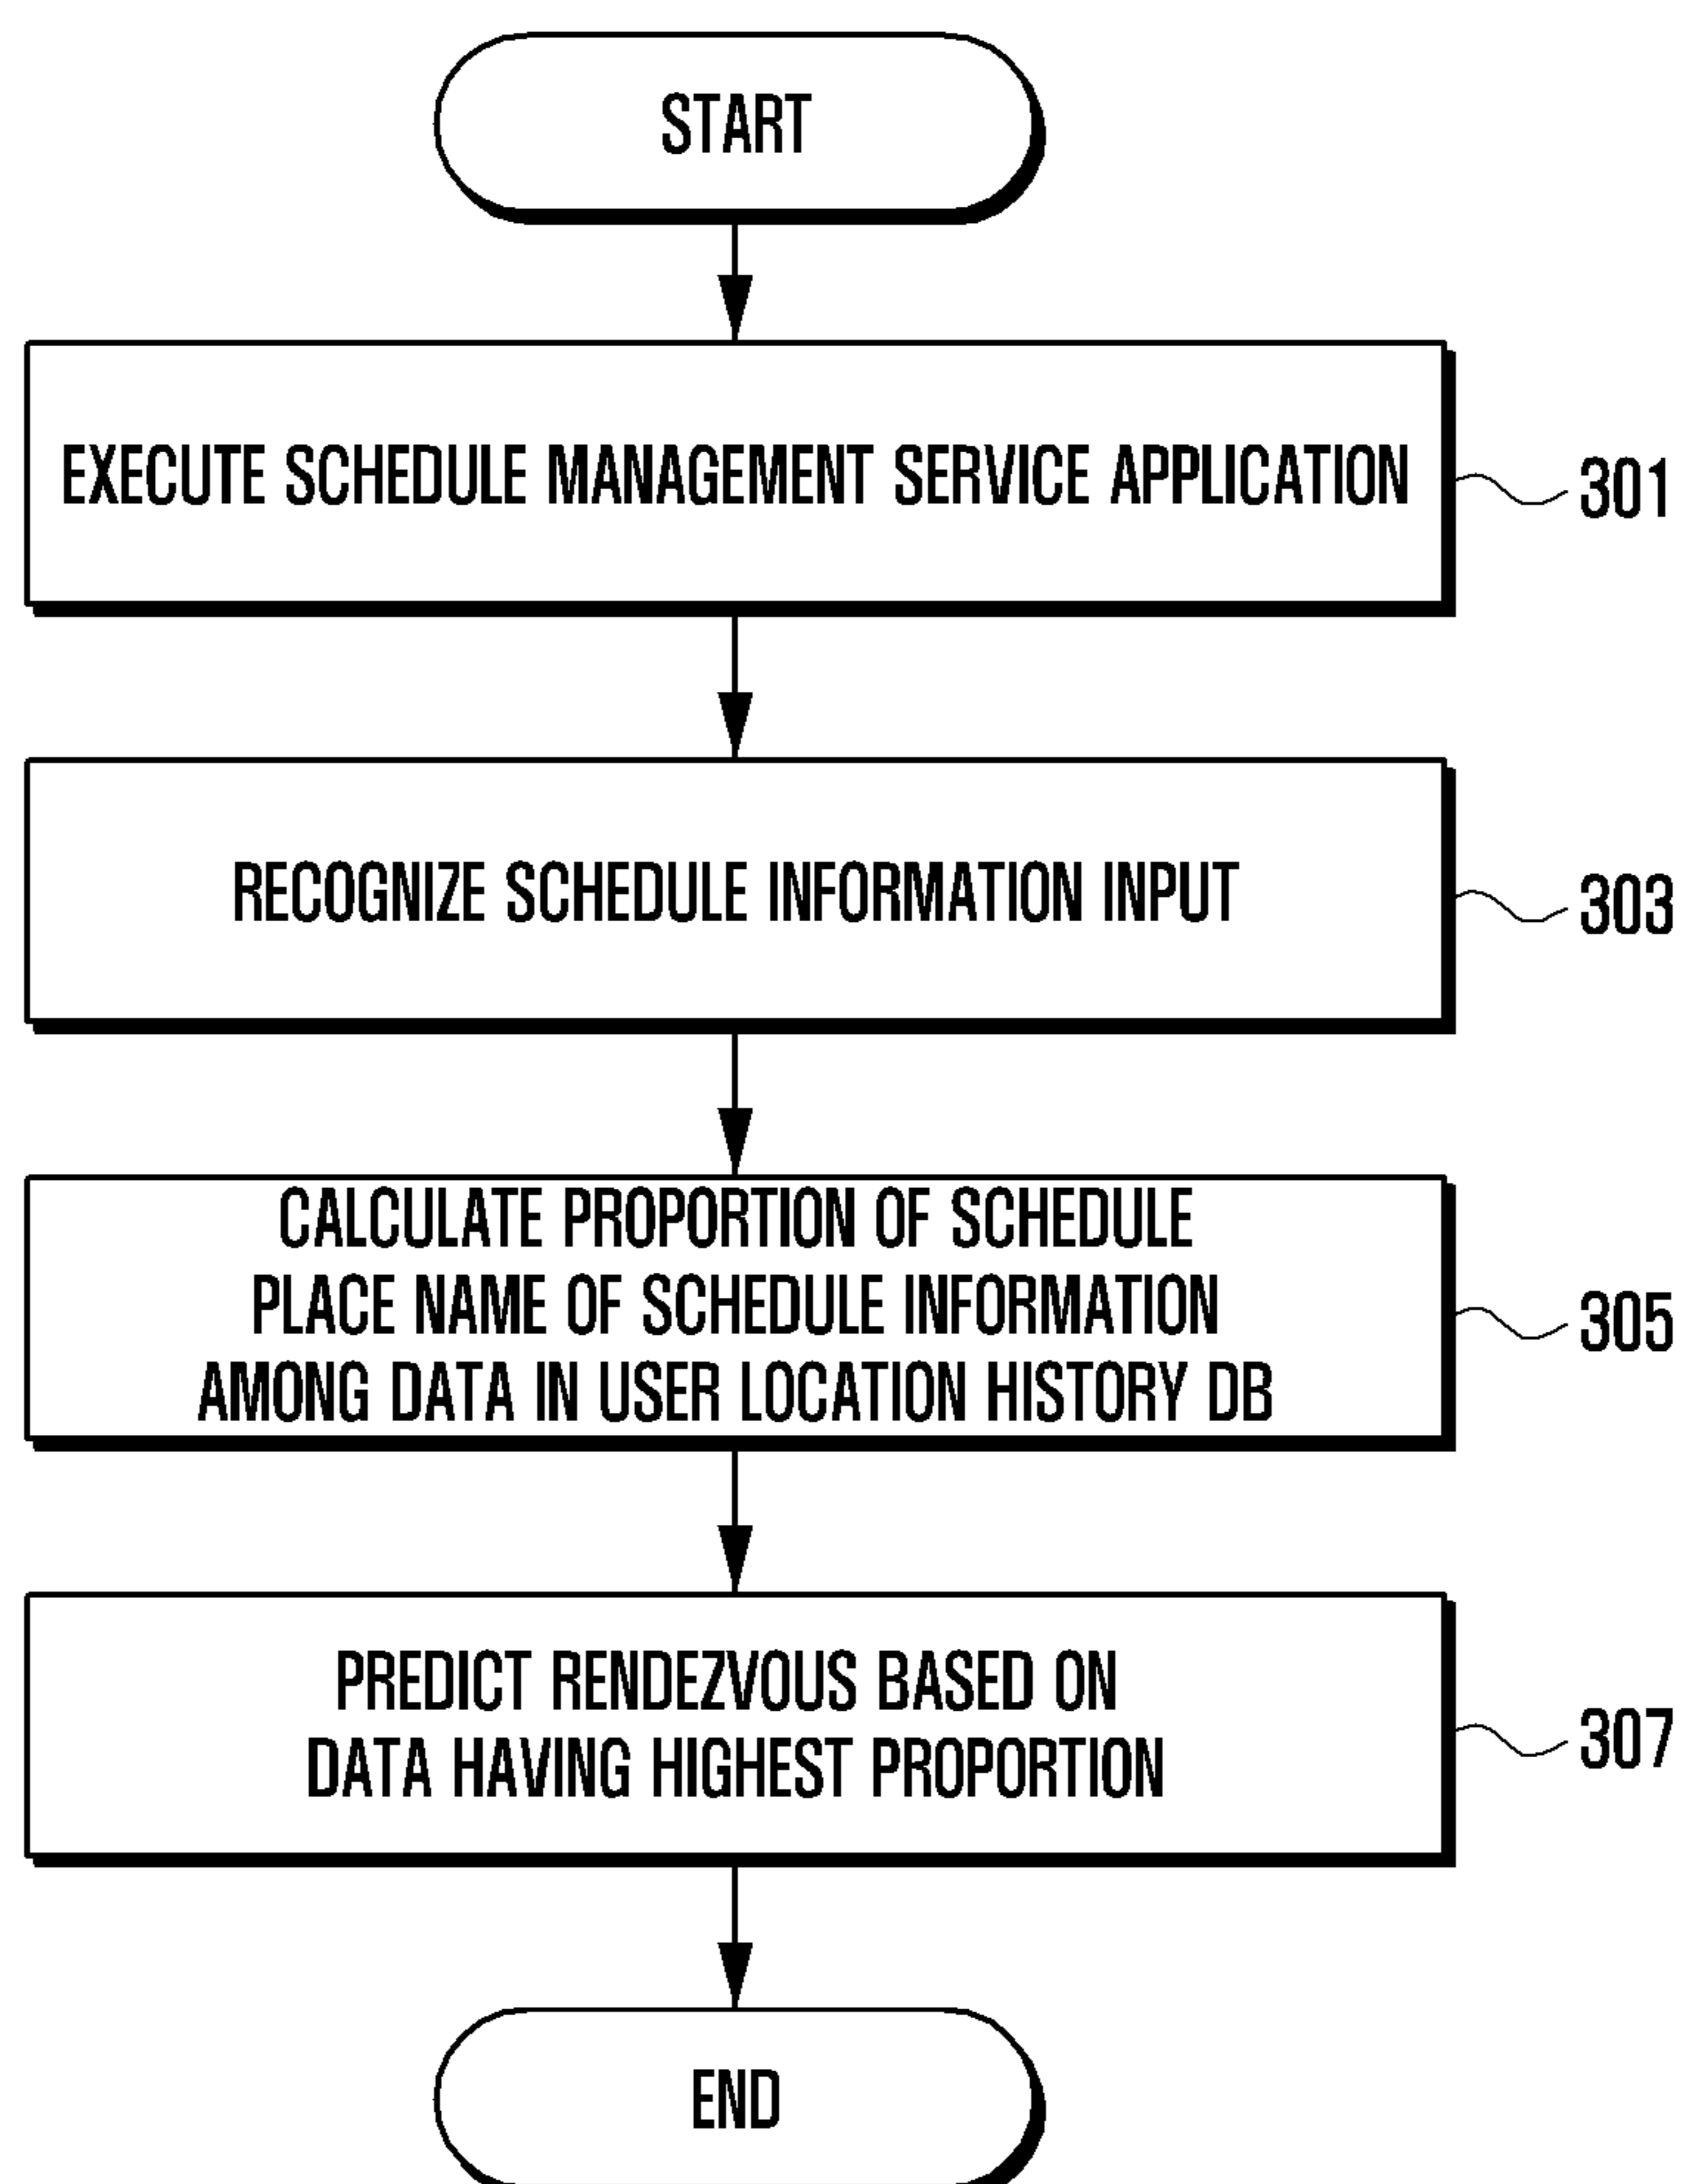 START
EXECUTE SCHEDULE MANAGEMENT SERVICE APPLICATION
301
RECOGNIZE SCHEDULE INFORMATION INPUT
303
CALCULATE PROPORTION OF SCHEDULE
PLACE NAME OF SCHEDULE INFORMATION
AMONG DATA IN USER LOCATION HISTORY DB
305
PREDICT RENDEZVOUS BASED ON
DATA HAVING HIGHEST PROPORTION
307
END